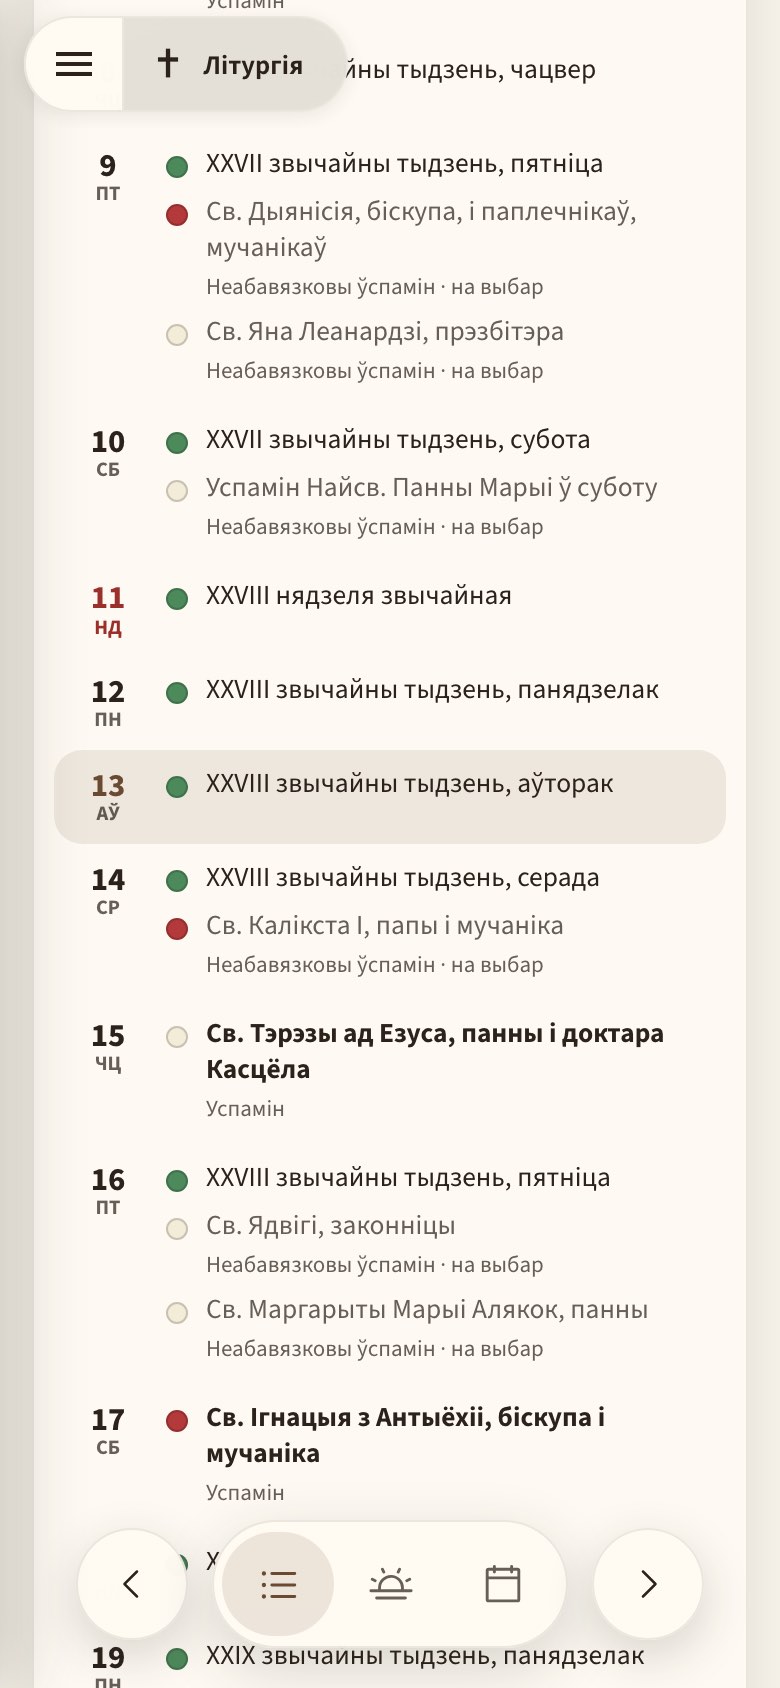 Успамін
Літургія
йны тыдзень, чацвер
9
ПТ
XXVII звычайны тыдзень, пятніца
Св. Дыянісія, біскупа, і паплечнікаў,
мучанікаў
Неабавязковы ўспамін · на выбар
Св. Яна Леанардзі, прэзбітэра
Неабавязковы ўспамін · на выбар
10
СБ
XXVII звычайны тыдзень, субота
Успамін Найсв. Панны Марыі ў суботу
Неабавязковы ўспамін · на выбар
11
НД
XXVIII нядзеля звычайная
12
ПН
XXVIII звычайны тыдзень, панядзелак
13
АЎ
XXVIII звычайны тыдзень, аўторак
14
СР
XXVIII звычайны тыдзень, серада
Св. Калікста I, папы і мучаніка
Неабавязковы ўспамін · на выбар
15
ЧЦ
Св. Тэрэзы ад Езуса, панны і доктара
Касцёла
Успамін
16
ПТ
XXVIII звычайны тыдзень, пятніца
Св. Ядвігі, законніцы
Неабавязковы ўспамін · на выбар
Св. Маргарыты Марыі Алякок, панны
Неабавязковы ўспамін · на выбар
17
СБ
Св. Ігнацыя з Антыёхіі, біскупа і
мучаніка
Успамін
X
19
ПН
XXIX звычайны тыдзень, панядзелак